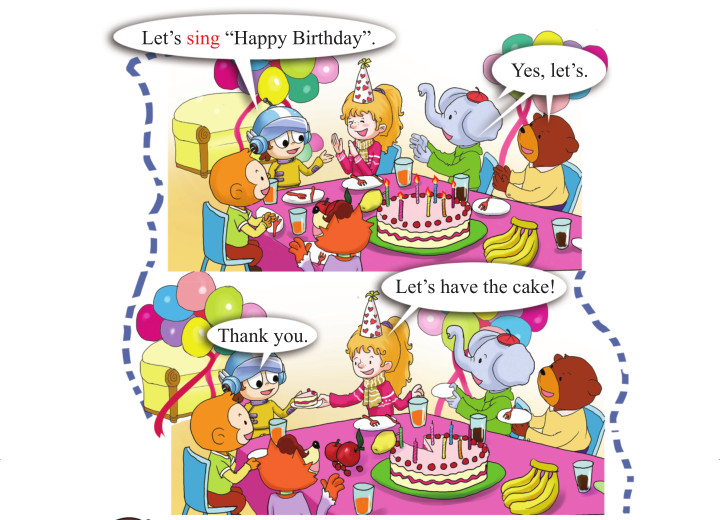 Let's sing “Happy Birthday”.
Yes, let's.
Let's have the cake!
Thank you.